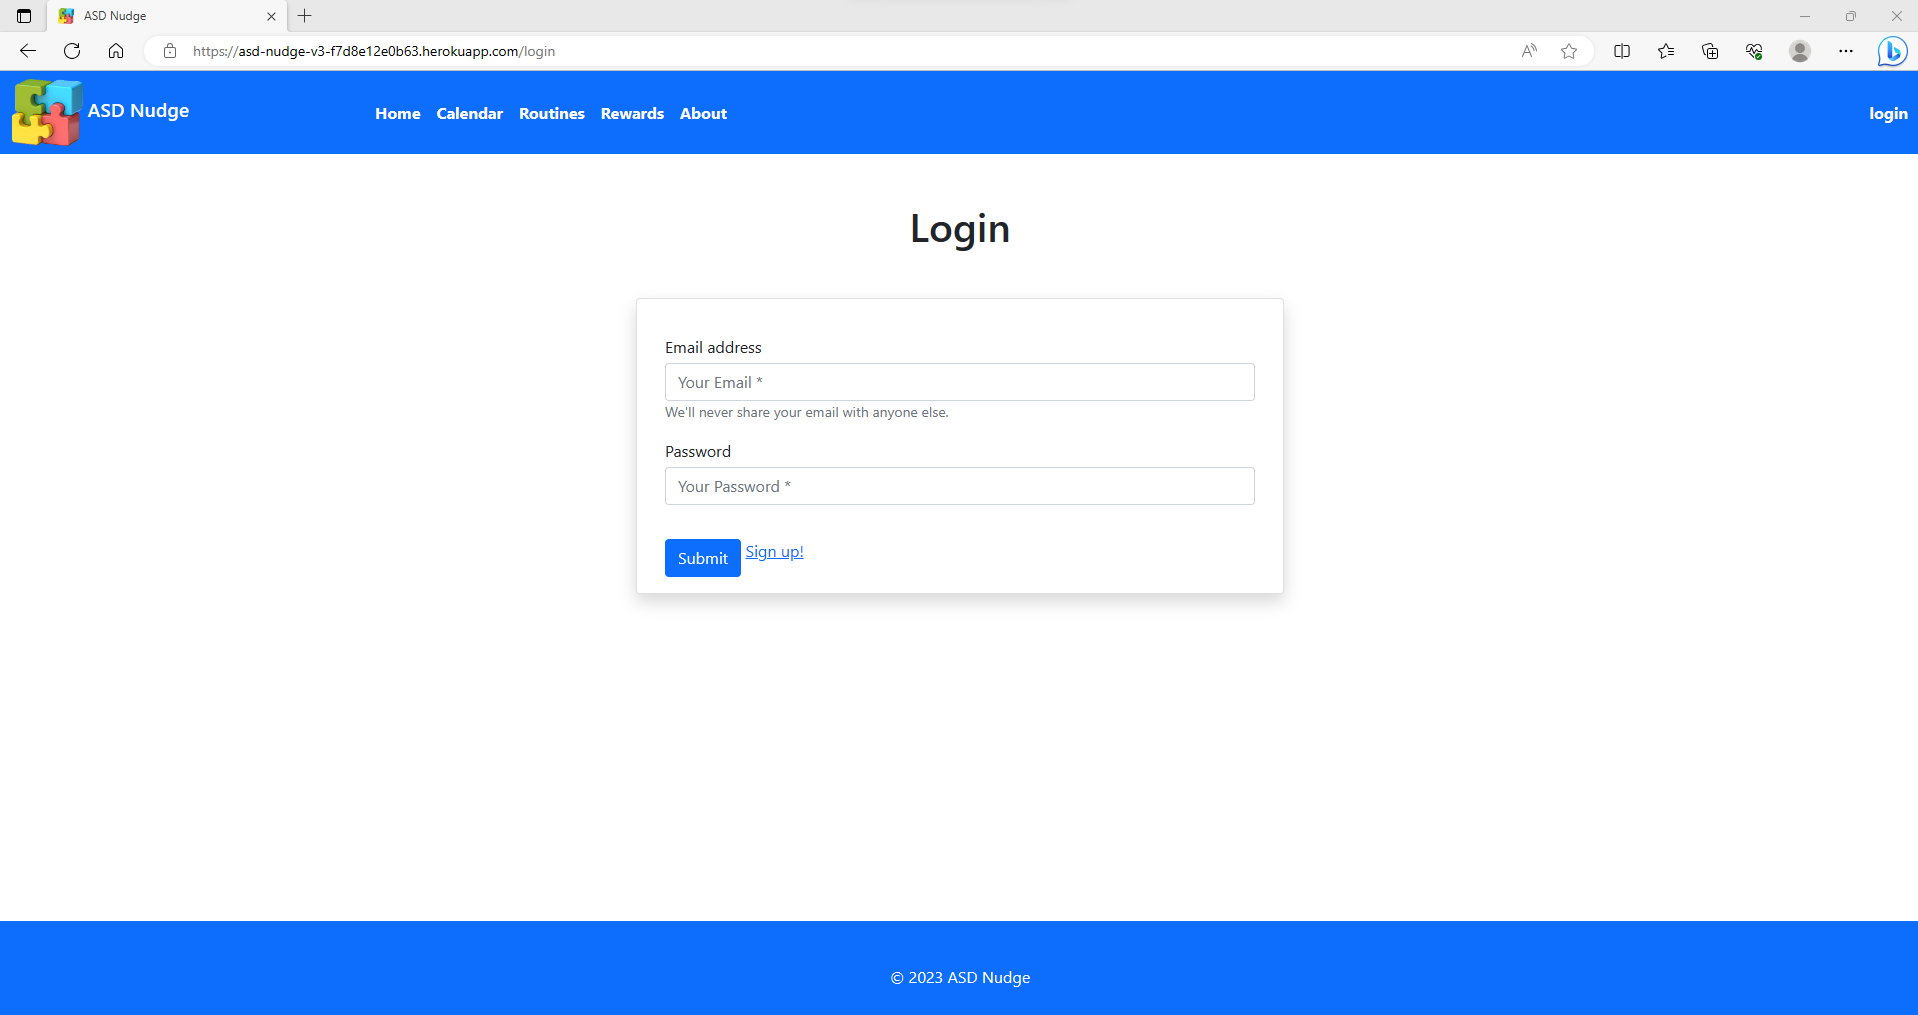 ASD Nudge
https://asd-nudge-v3-f7d8e12e0b63.herokuapp.com/login
ASD Nudge Home Calendar Routines Rewards About login
Login
Email address
Your Email *
We'll never share your email with anyone else.
Password
Your Password *
Submit Sign up!
© 2023 ASD Nudge